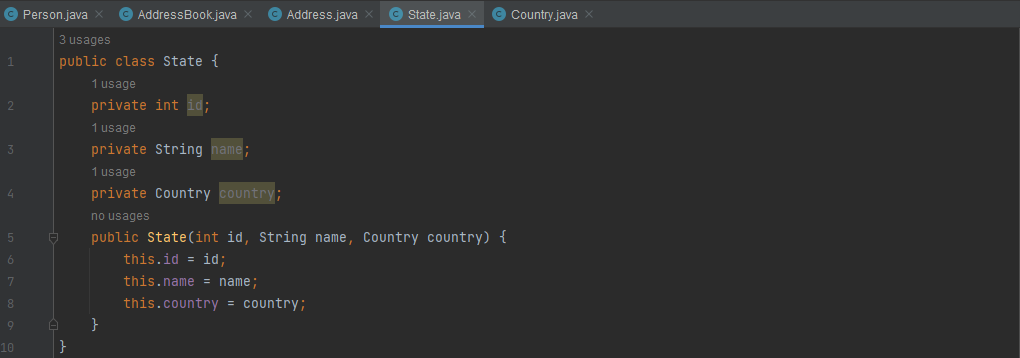 Person.java AddressBook.java Address.java State.java Country.java
3 usages
1 public class State {
1 usage
2 private int id;
1 usage
3 private String name;
1 usage
4 private Country country;
no usages
5 public State(int id, String name, Country country) {
6 this.id = id;
7 this.name = name;
8 this.country = country;
9 }
10 }